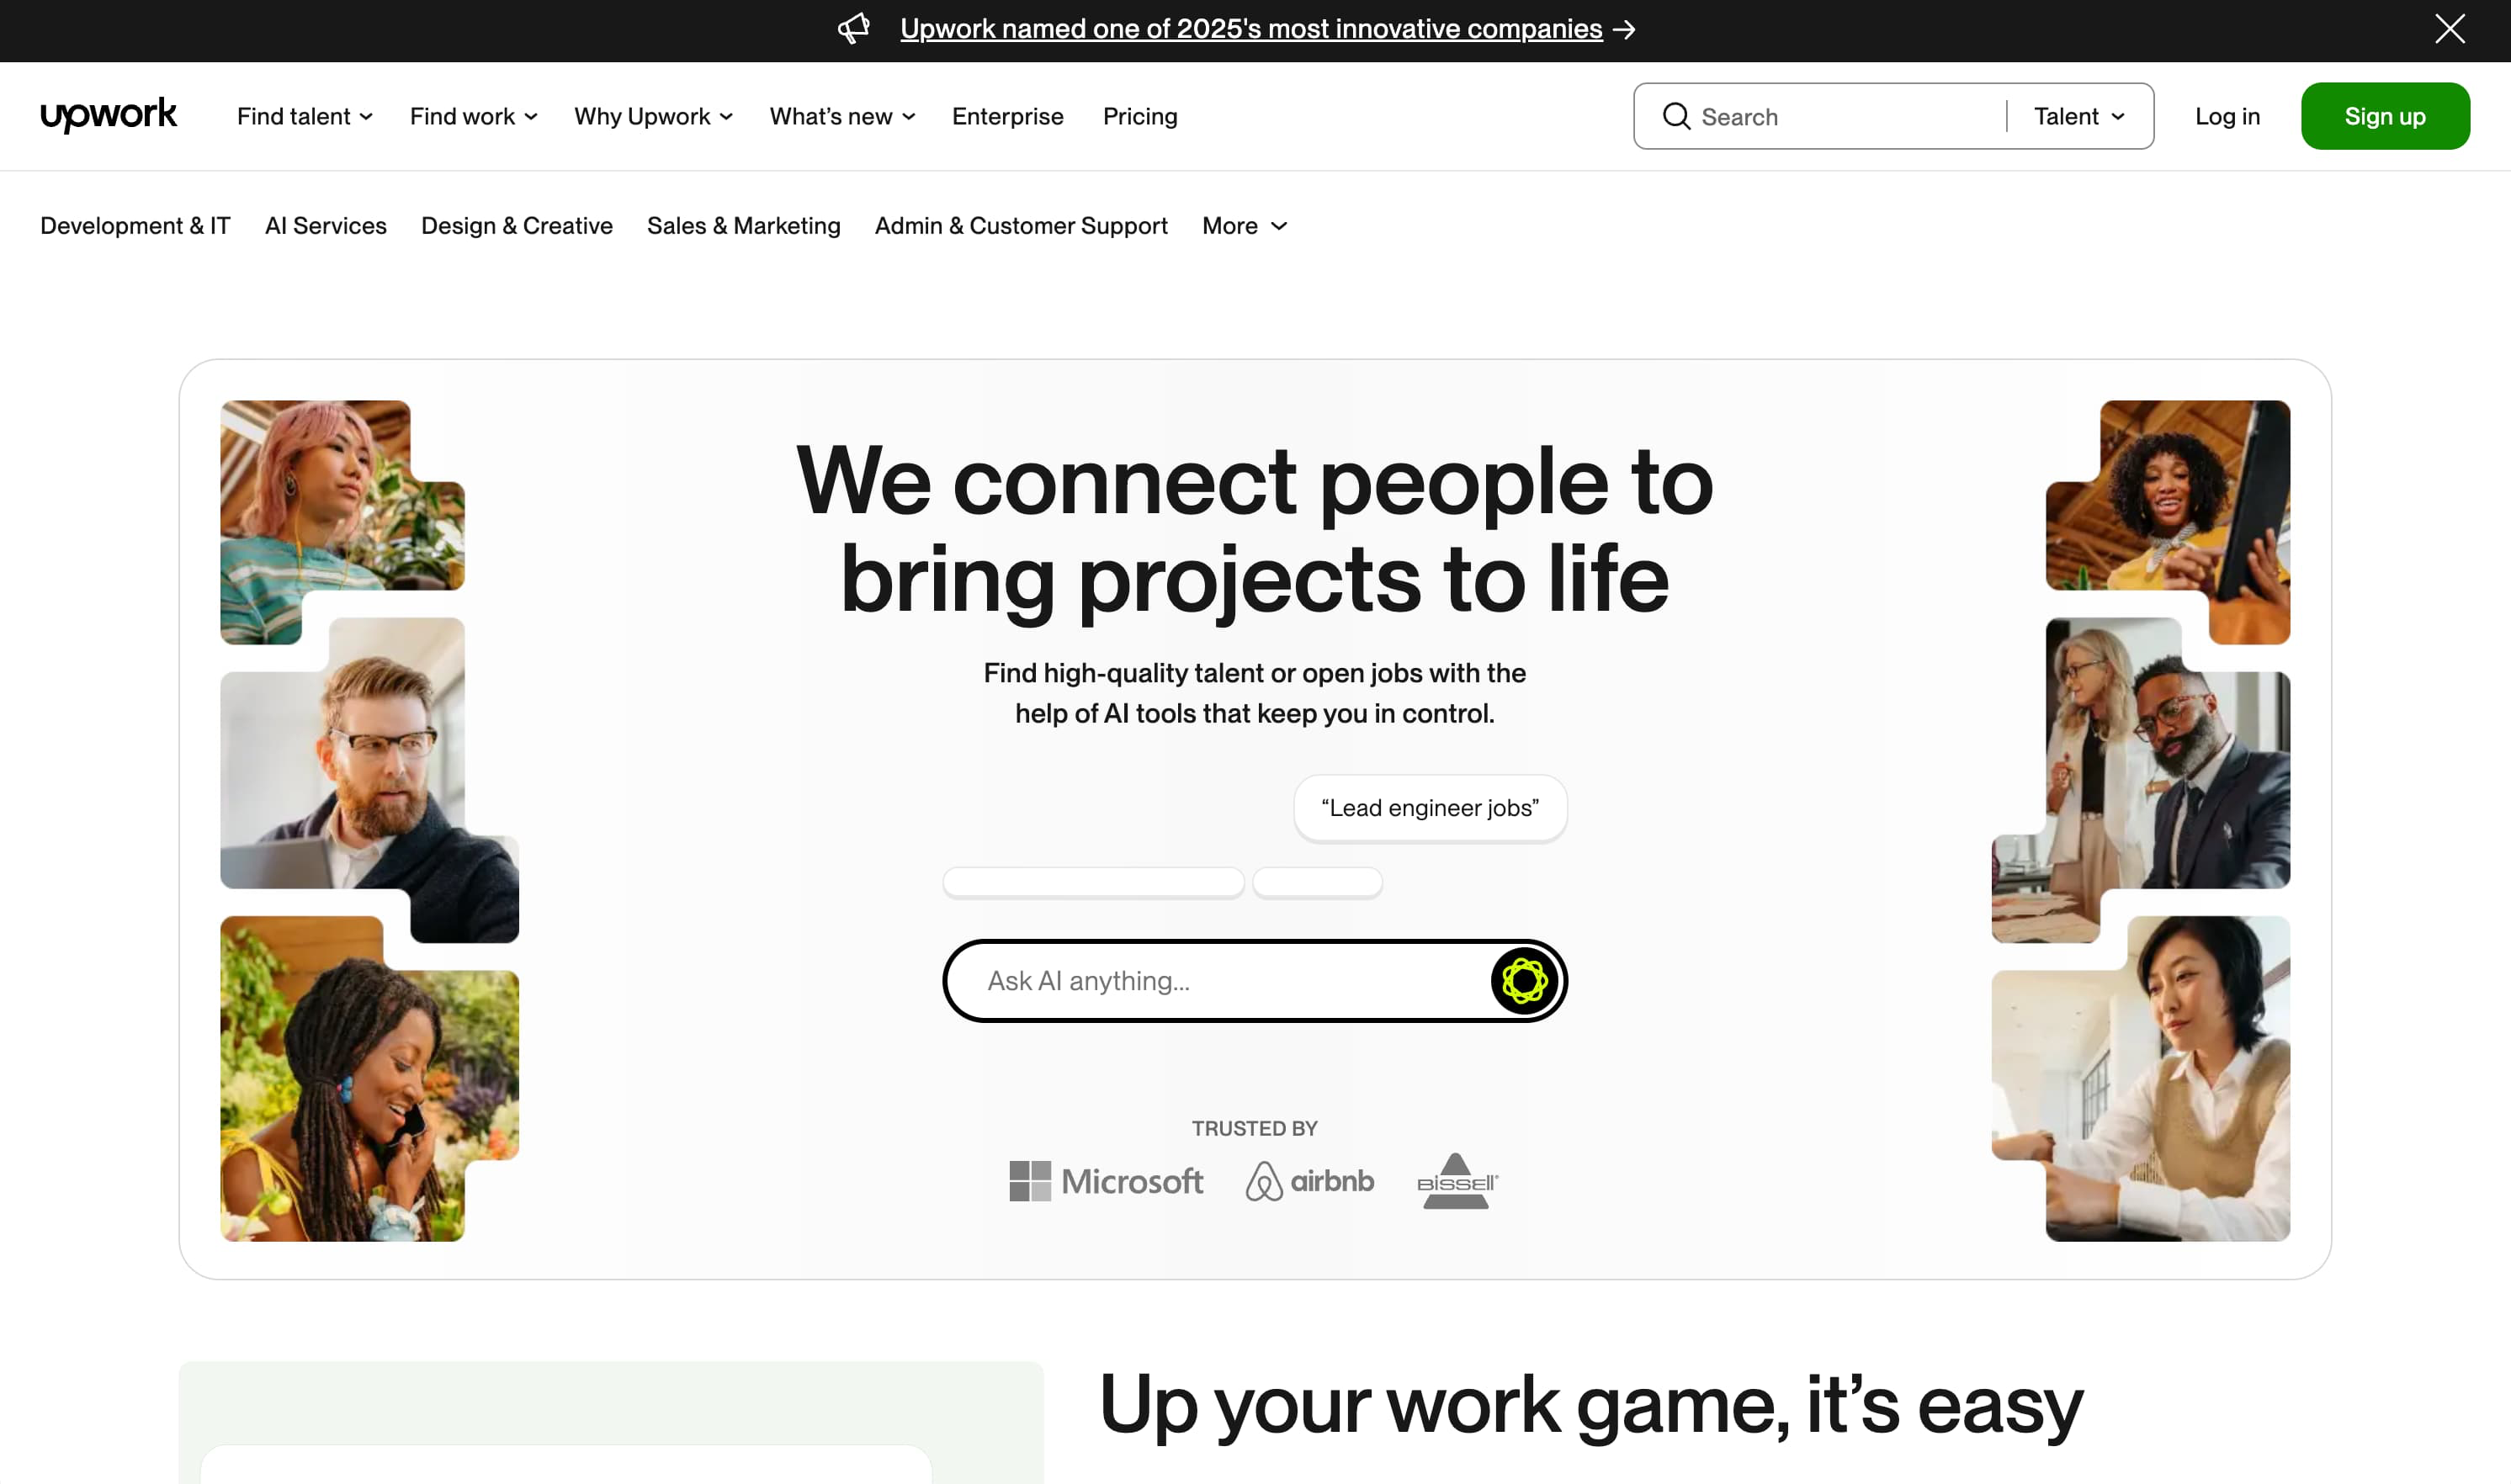 Upwork named one of 2025's most innovative companies →
upwork
Find talent
Find work
Why Upwork
What’s new
Enterprise
Pricing
Search
Talent
Log in
Sign up
Development & IT
AI Services
Design & Creative
Sales & Marketing
Admin & Customer Support
More
We connect people to
bring projects to life
Find high-quality talent or open jobs with the
help of AI tools that keep you in control.
“Lead engineer jobs”
Ask AI anything...
TRUSTED BY
Microsoft
airbnb
BISSELL®
Up your work game, it’s easy